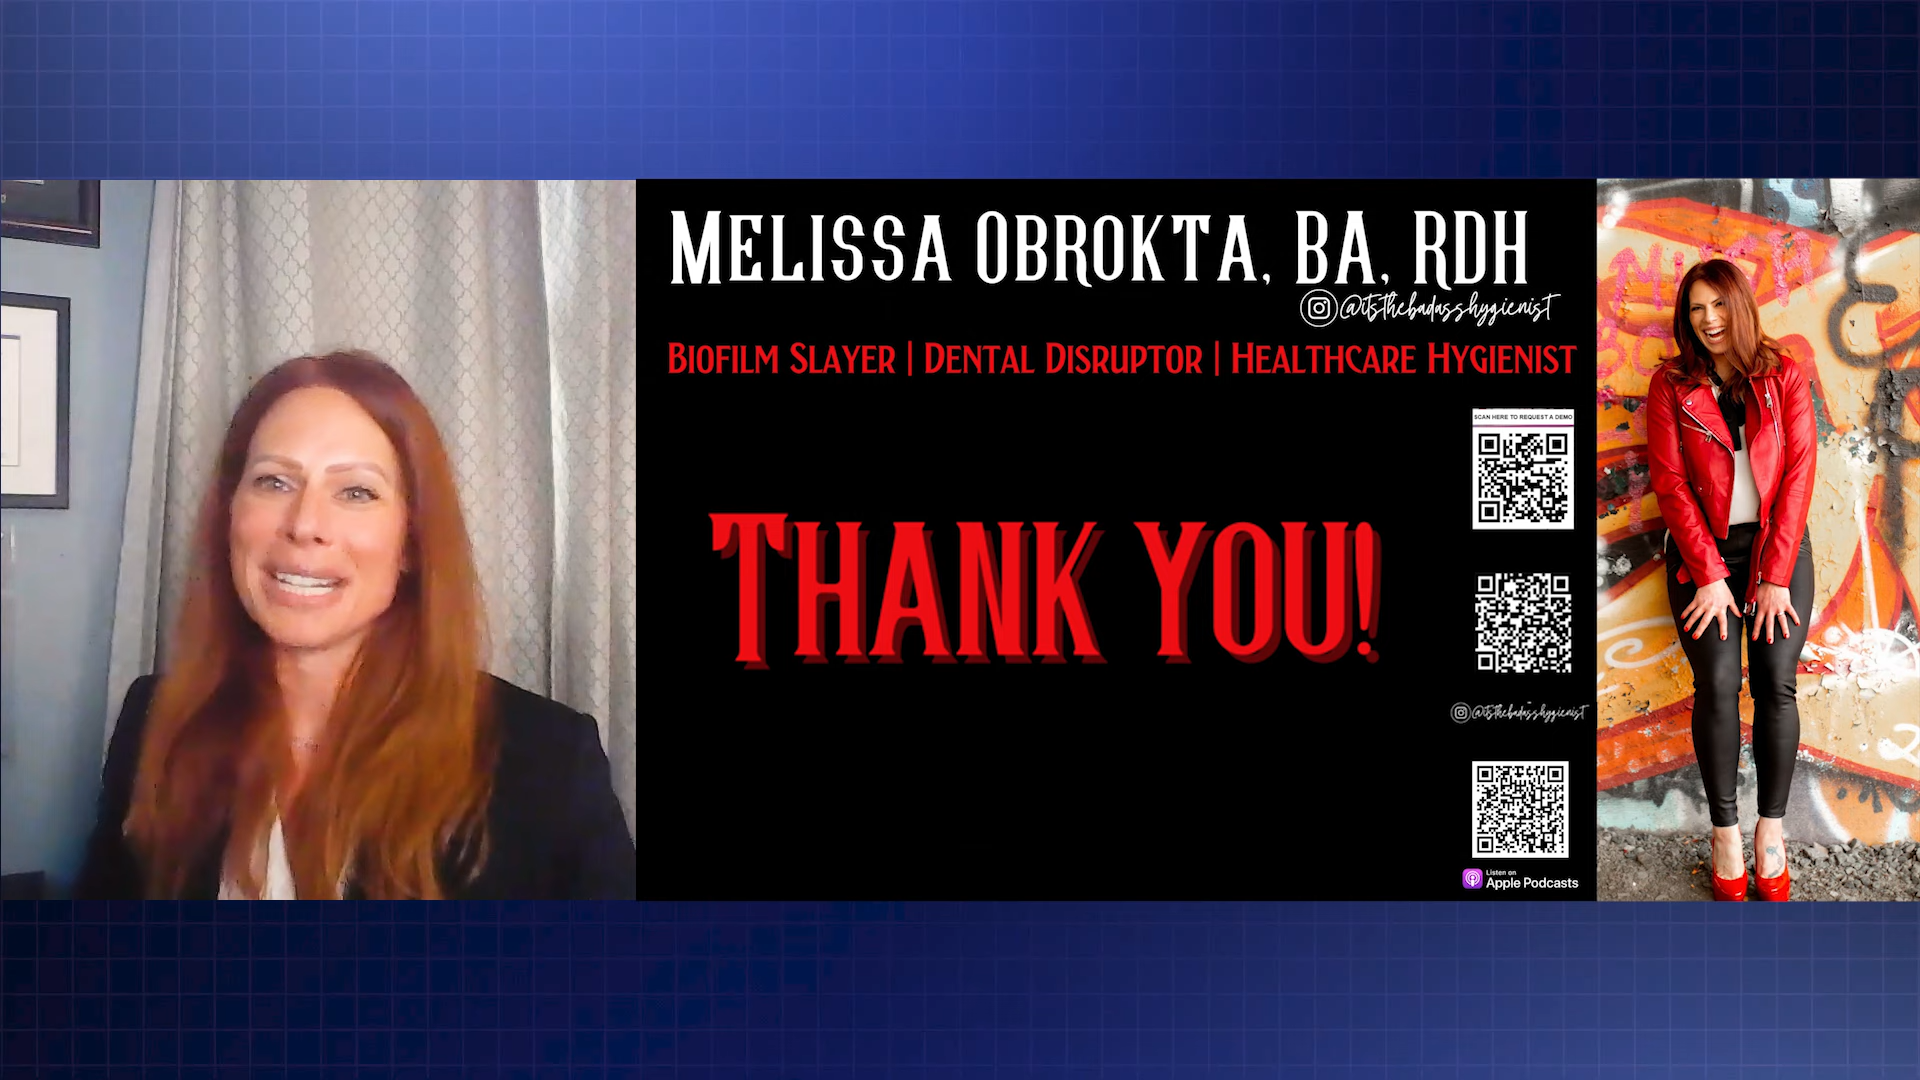 Melissa Obrokta, BA, RDH
@itsthebadasshygienist
Biofilm Slayer | Dental Disruptor | Healthcare Hygienist
SCAN HERE TO REQUEST A DEMO
Thank you!
@itsthebadasshygienist
Listen on
Apple Podcasts